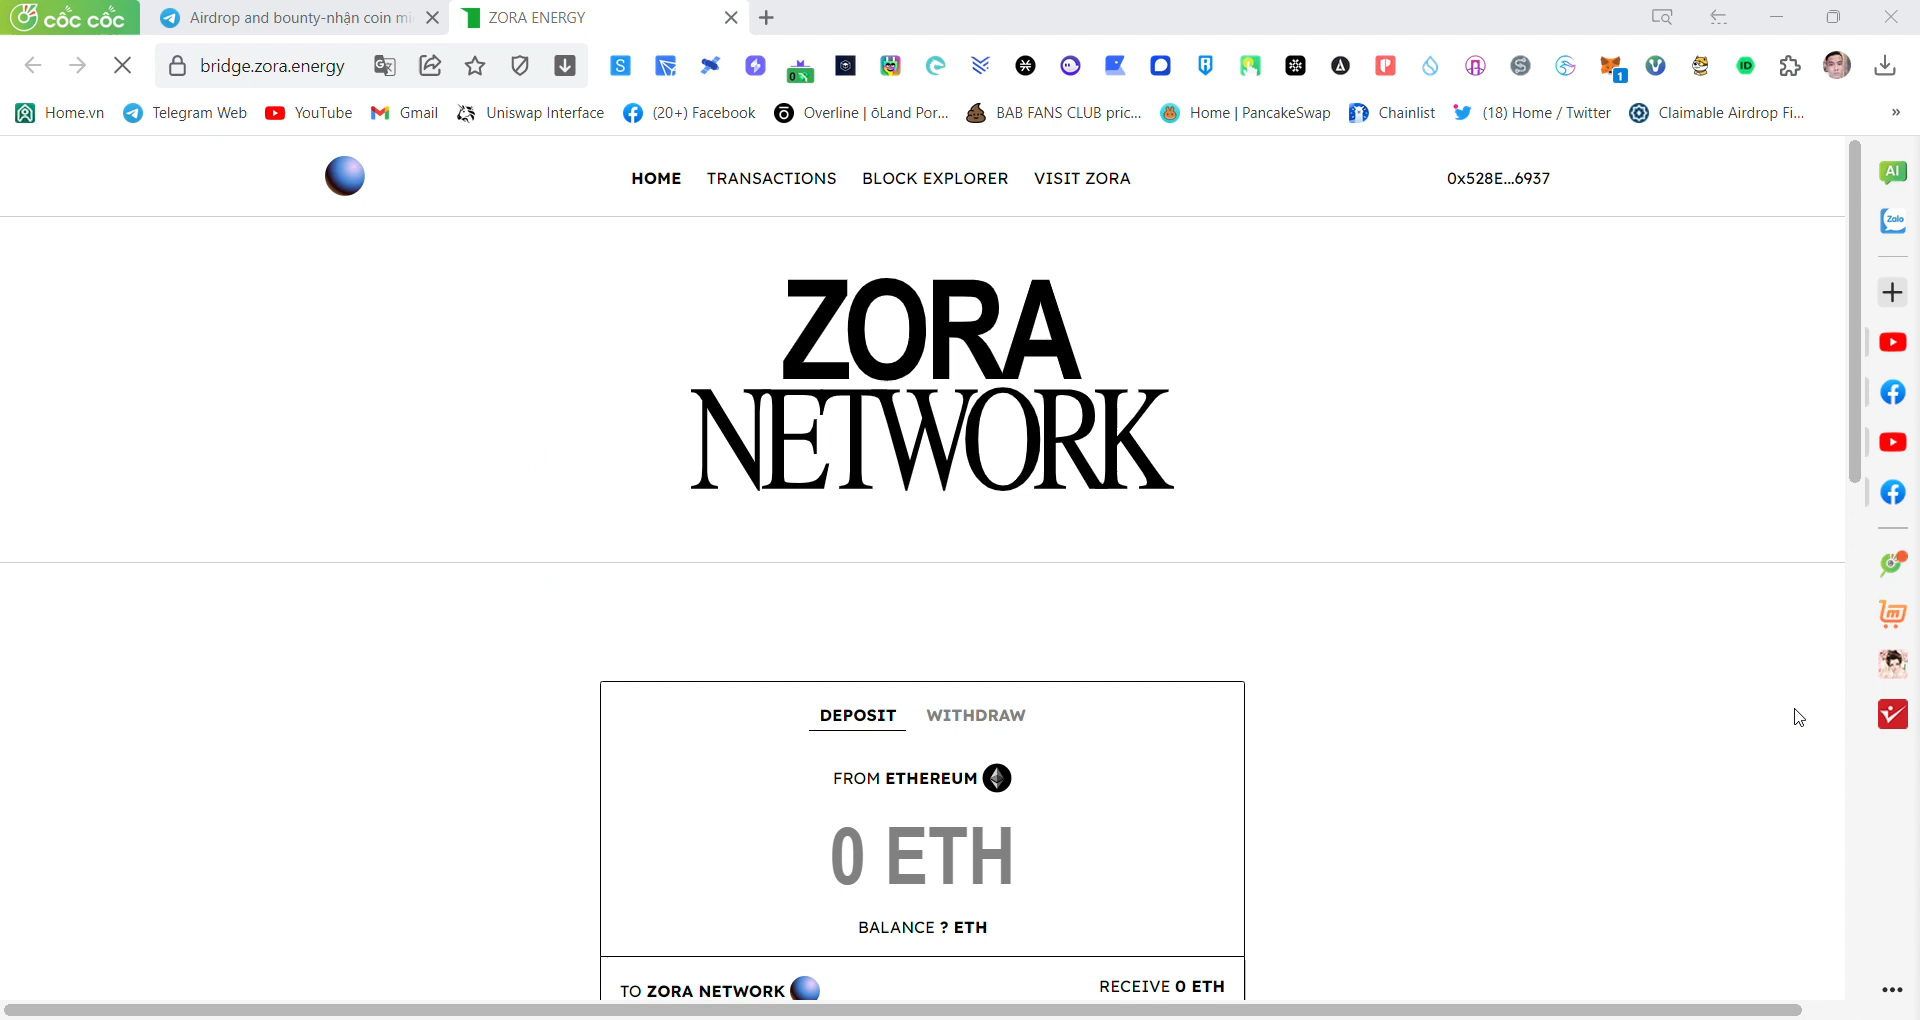 cốc cốc
Airdrop and bounty-nhận coin mi
ZORA ENERGY
bridge.zora.energy
Home.vn
Telegram Web
YouTube
Gmail
Uniswap Interface
(20+) Facebook
Overline | ōLand Por...
BAB FANS CLUB pric...
Home | PancakeSwap
Chainlist
(18) Home / Twitter
Claimable Airdrop Fi...
»
HOME
TRANSACTIONS
BLOCK EXPLORER
VISIT ZORA
0x528E...6937
AI
Zalo
ZORA
NETWORK
DEPOSIT
WITHDRAW
FROM ETHEREUM
0 ETH
BALANCE ? ETH
TO ZORA NETWORK
RECEIVE 0 ETH